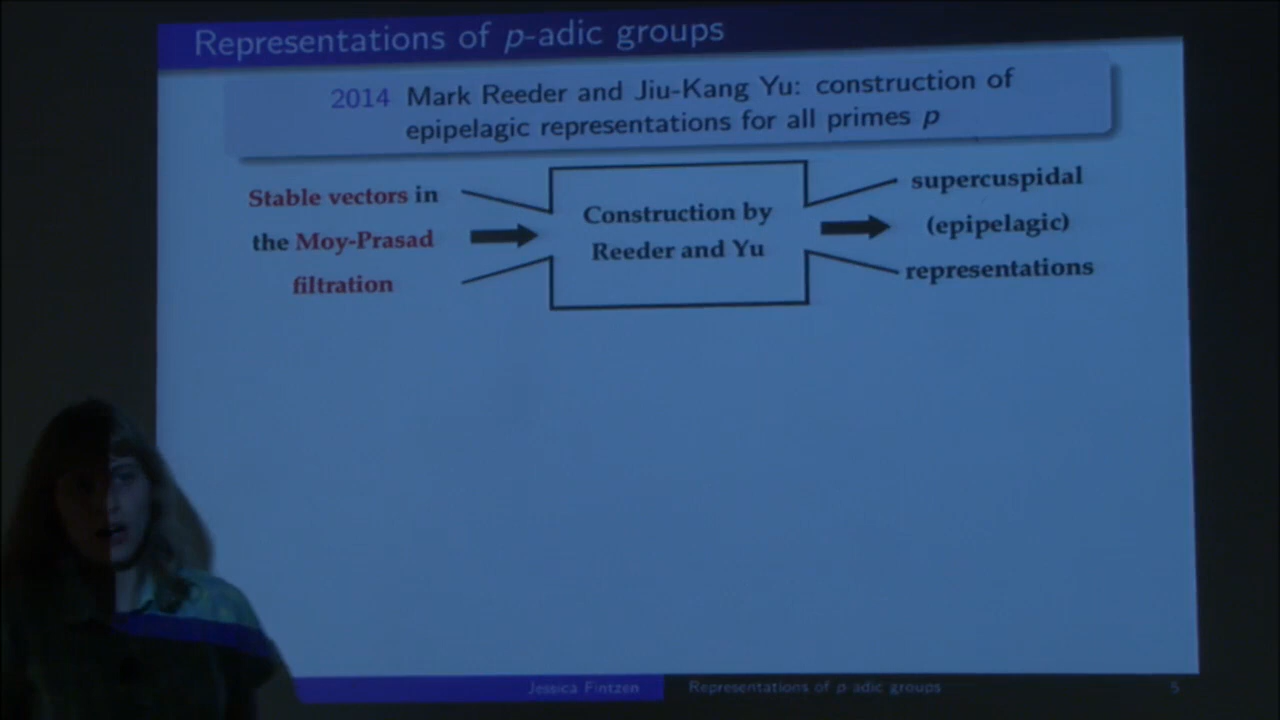 Representations of p-adic groups
2014 Mark Reeder and Jiu-Kang Yu: construction of
epipelagic representations for all primes p
Stable vectors in
the Moy-Prasad
filtration
Construction by
Reeder and Yu
supercuspidal
(epipelagic)
representations
Jessica Fintzen Representations of p-adic groups 5